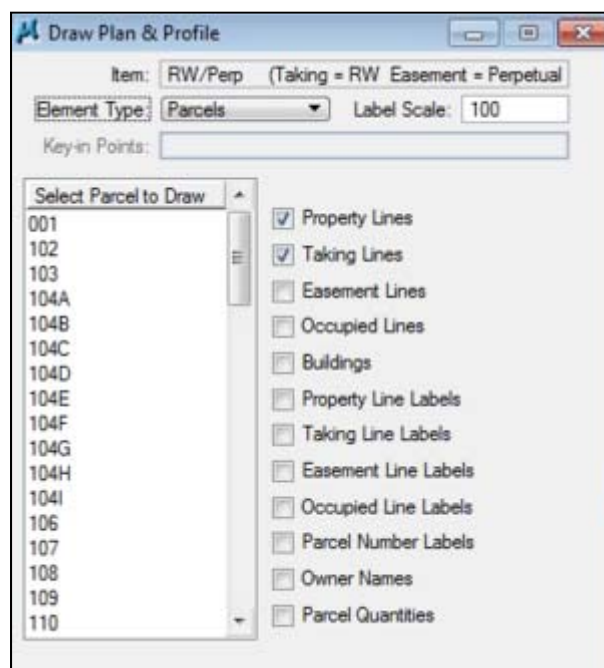 Draw Plan & Profile
Item: RW/Perp (Taking = RW Easement = Perpetual
Element Type: Parcels Label Scale: 100
Key-in Points:
Select Parcel to Draw
001
102
103
104A
104B
104C
104D
104E
104F
104G
104H
104I
106
107
108
109
110
Property Lines
Taking Lines
Easement Lines
Occupied Lines
Buildings
Property Line Labels
Taking Line Labels
Easement Line Labels
Occupied Line Labels
Parcel Number Labels
Owner Names
Parcel Quantities